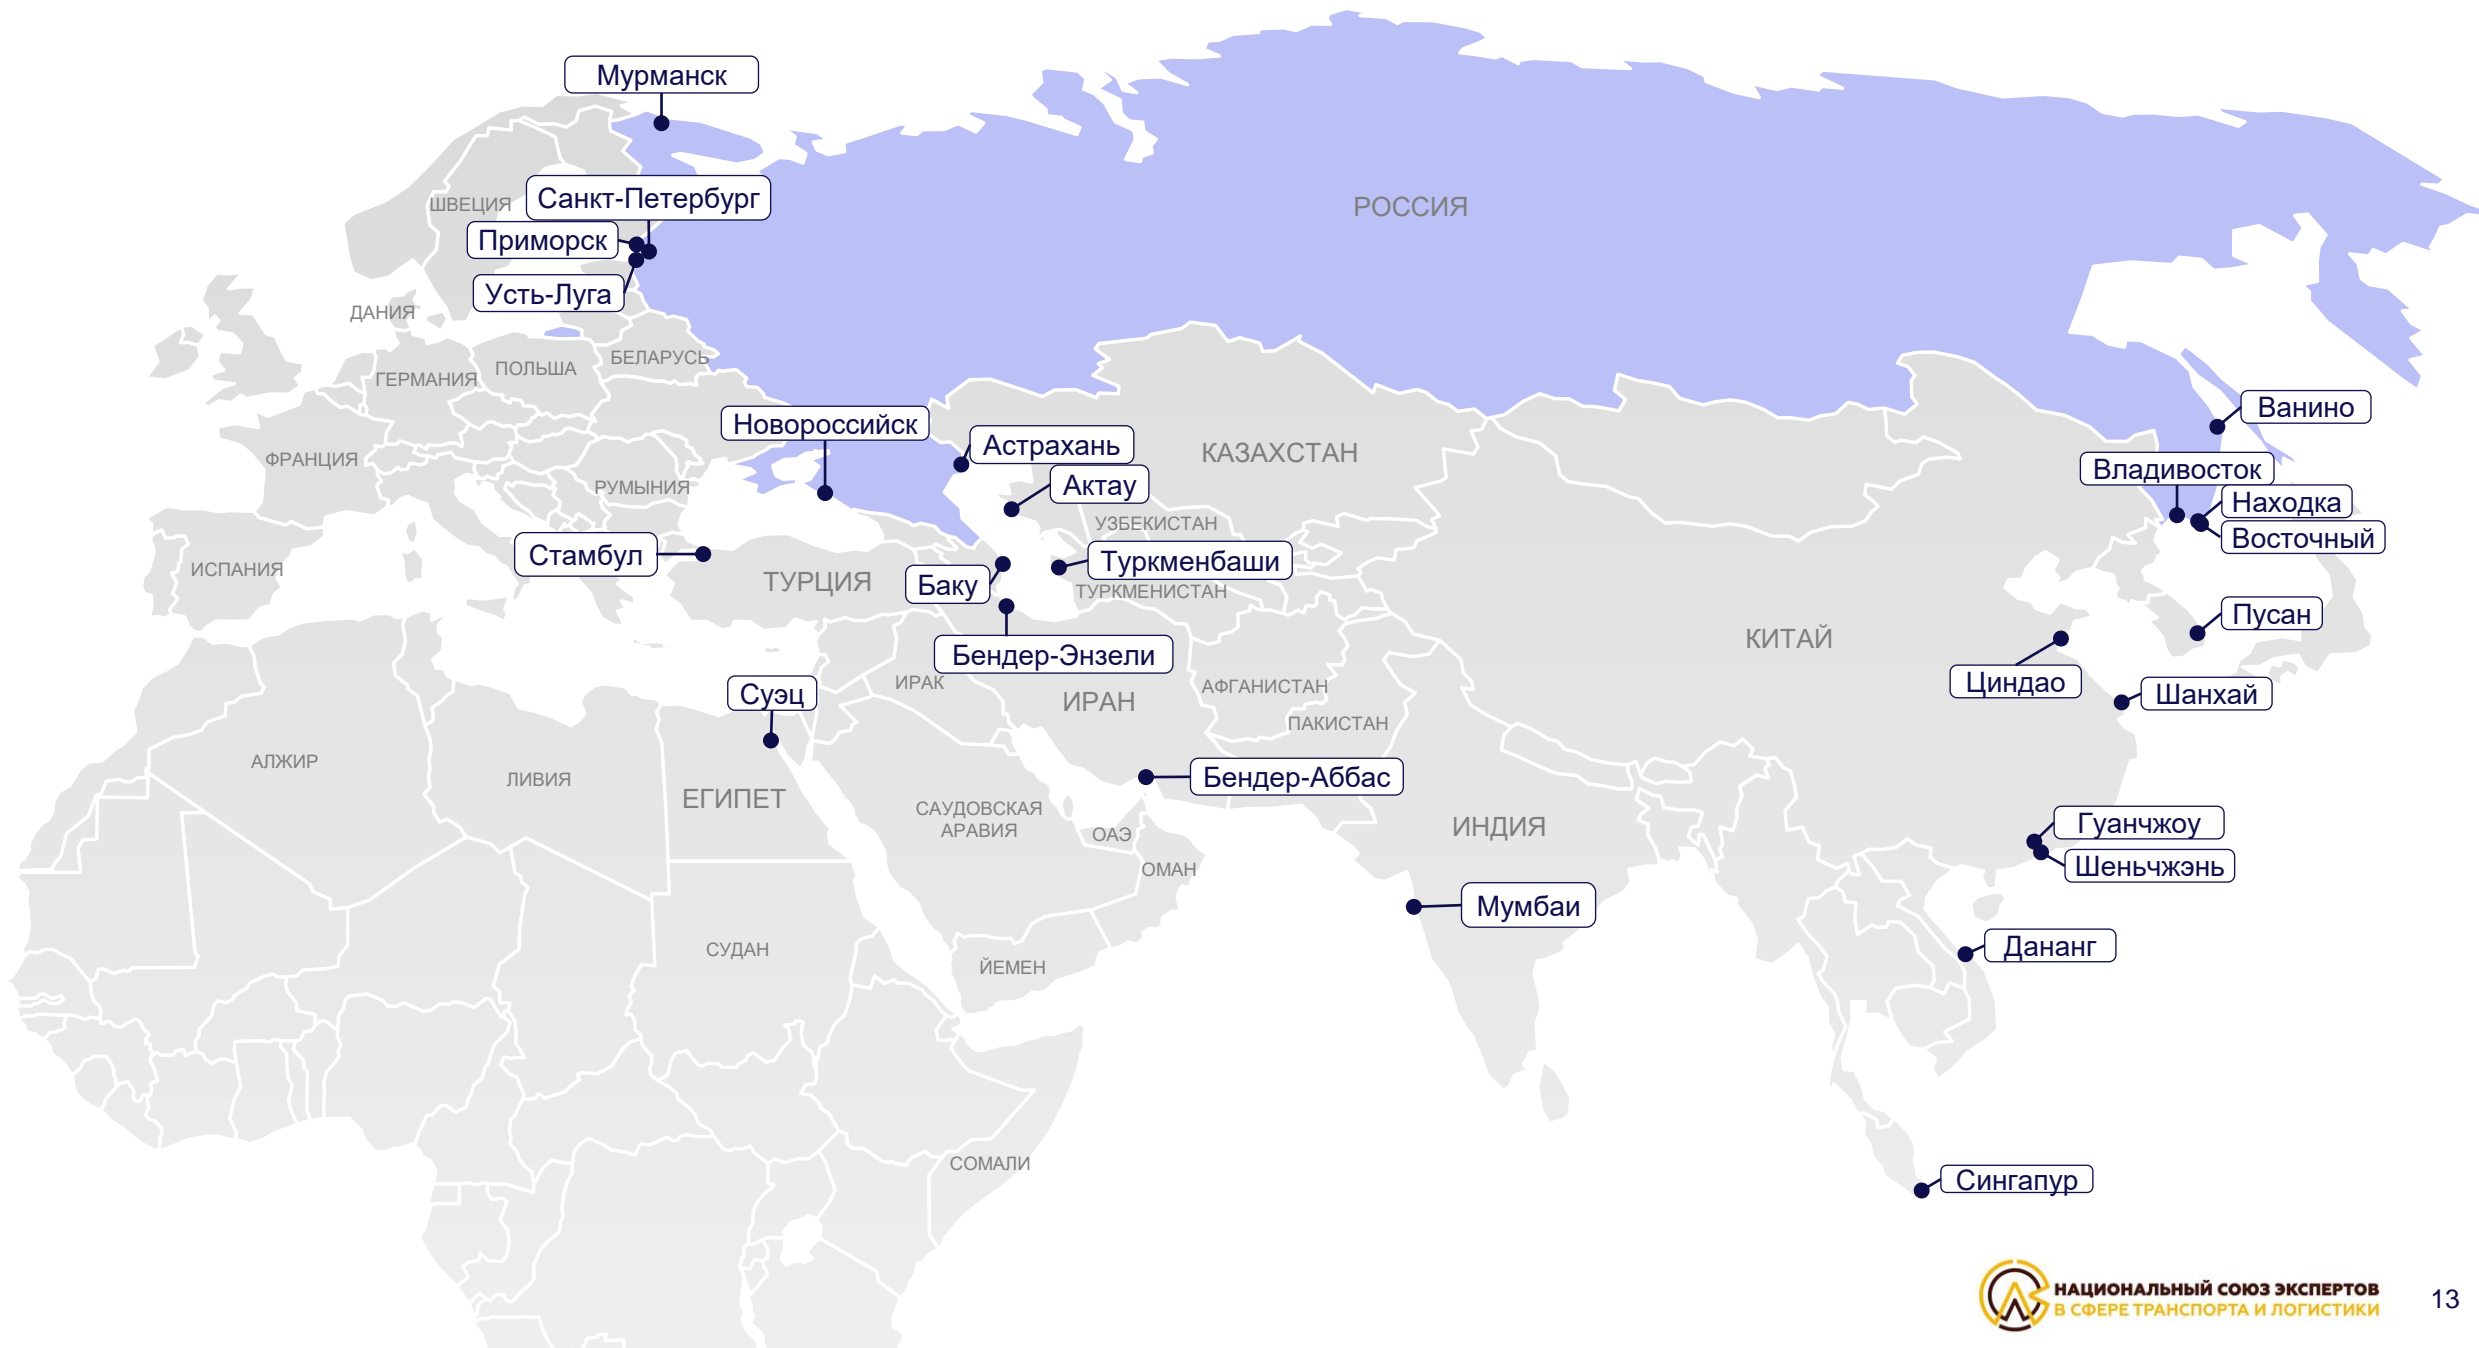 Мурманск
РОССИЯ
Санкт-Петербург
ШВЕЦИЯ
Приморск
Усть-Луга
ДАНИЯ
БЕЛАРУСЬ
ПОЛЬША
ГЕРМАНИЯ
Ванино
Новороссийск
Астрахань
КАЗАХСТАН
ФРАНЦИЯ
Владивосток
РУМЫНИЯ
Актау
Находка
УЗБЕКИСТАН
Восточный
Стамбул
ИСПАНИЯ
ТУРЦИЯ
Баку
Туркменбаши
ТУРКМЕНИСТАН
Пусан
КИТАЙ
Бендер-Энзели
ИРАК
Суэц
АФГАНИСТАН
Циндао
Шанхай
ИРАН
ПАКИСТАН
АЛЖИР
ЛИВИЯ
Бендер-Аббас
ЕГИПЕТ
САУДОВСКАЯ
АРАВИЯ
ОАЭ
ИНДИЯ
Гуанчжоу
Шеньчжэнь
ОМАН
Мумбаи
СУДАН
Дананг
ЙЕМЕН
СОМАЛИ
Сингапур
НАЦИОНАЛЬНЫЙ СОЮЗ ЭКСПЕРТОВ
В СФЕРЕ ТРАНСПОРТА И ЛОГИСТИКИ
13